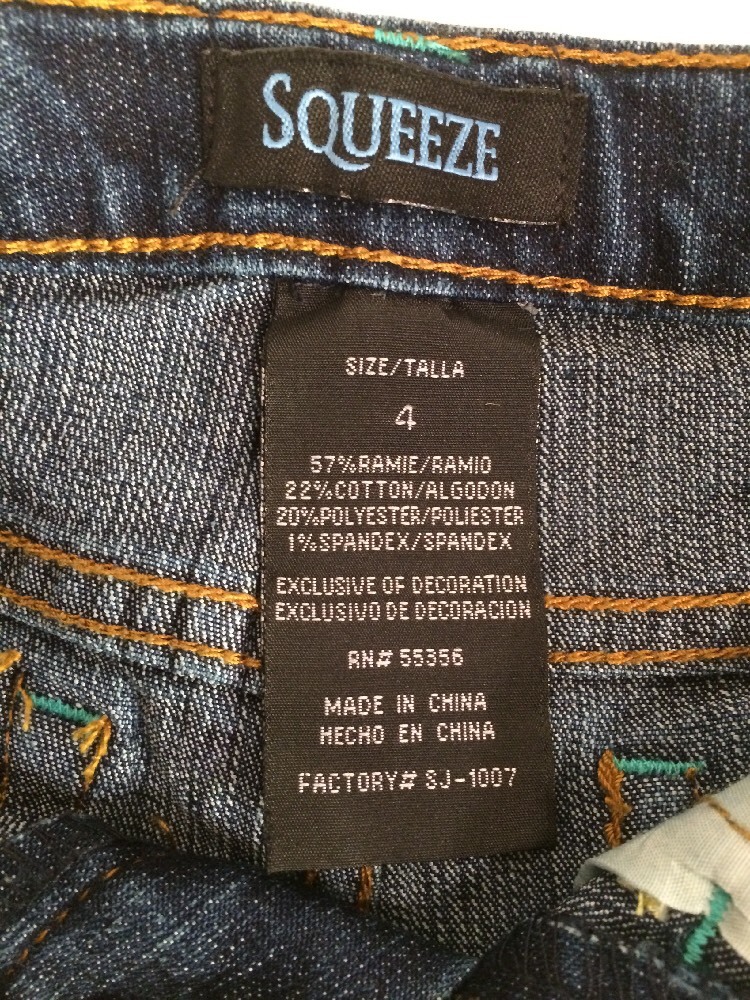 SQUEEZE
SIZE/TALLA
4
57%RAMIE/RAMIO
22%COTTON/ALGODON
20%POLYESTER/POLIESTER
1%SPANDEX/SPANDEX
EXCLUSIVE OF DECORATION
EXCLUSIVO DE DECORACION
RN# 55356
MADE IN CHINA
HECHO EN CHINA
FACTORY# SJ-1007